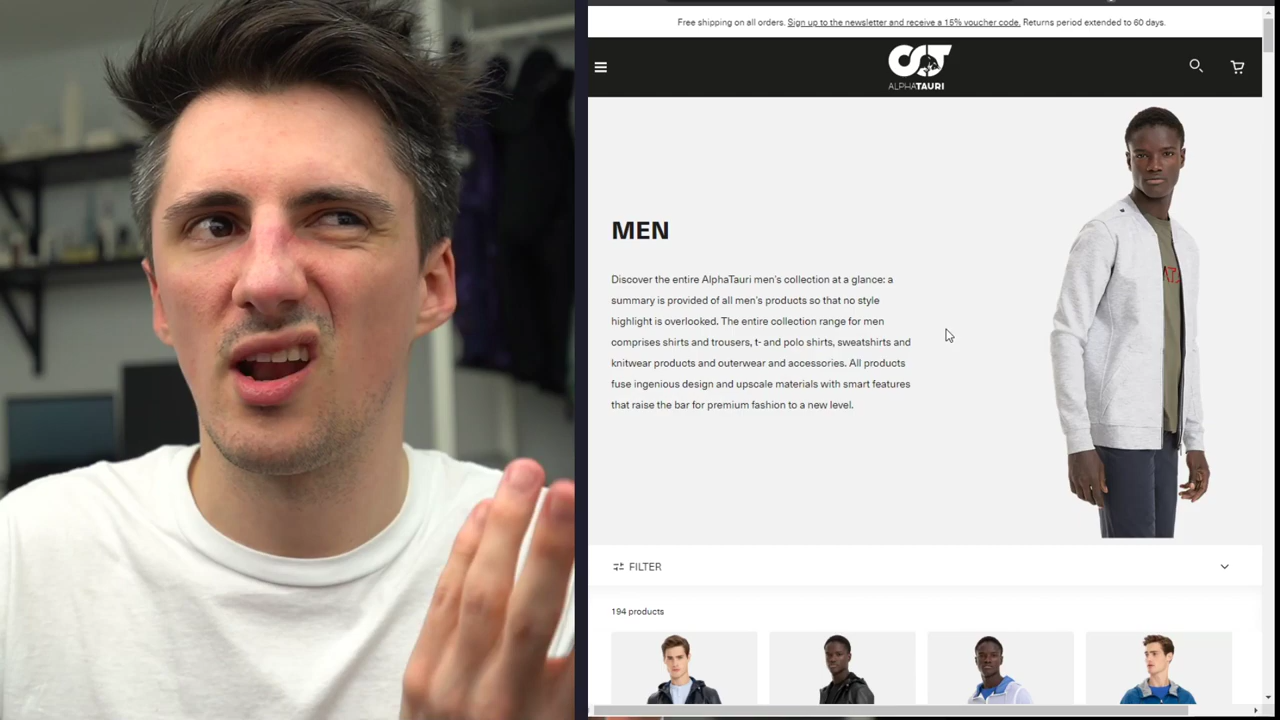 Free shipping on all orders. Sign up to the newsletter and receive a 15% voucher code. Returns period extended to 60 days.
ALPHATAURI
MEN
Discover the entire AlphaTauri men's collection at a glance: a
summary is provided of all men's products so that no style
highlight is overlooked. The entire collection range for men
comprises shirts and trousers, t- and polo shirts, sweatshirts and
knitwear products and outerwear and accessories. All products
fuse ingenious design and upscale materials with smart features
that raise the bar for premium fashion to a new level.
FILTER
194 products